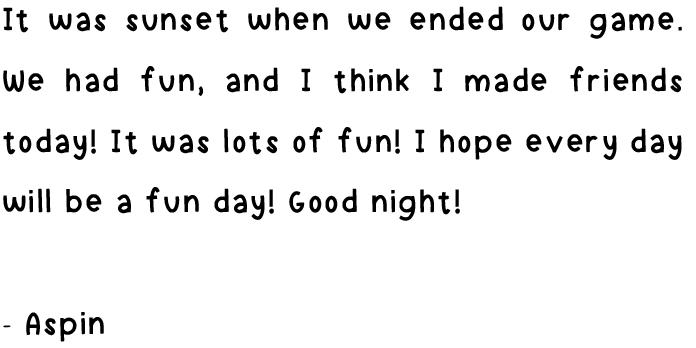 It was sunset when we ended our game.
We had fun, and I think I made friends
today! It was lots of fun! I hope every day
will be a fun day! Good night!
- Aspin